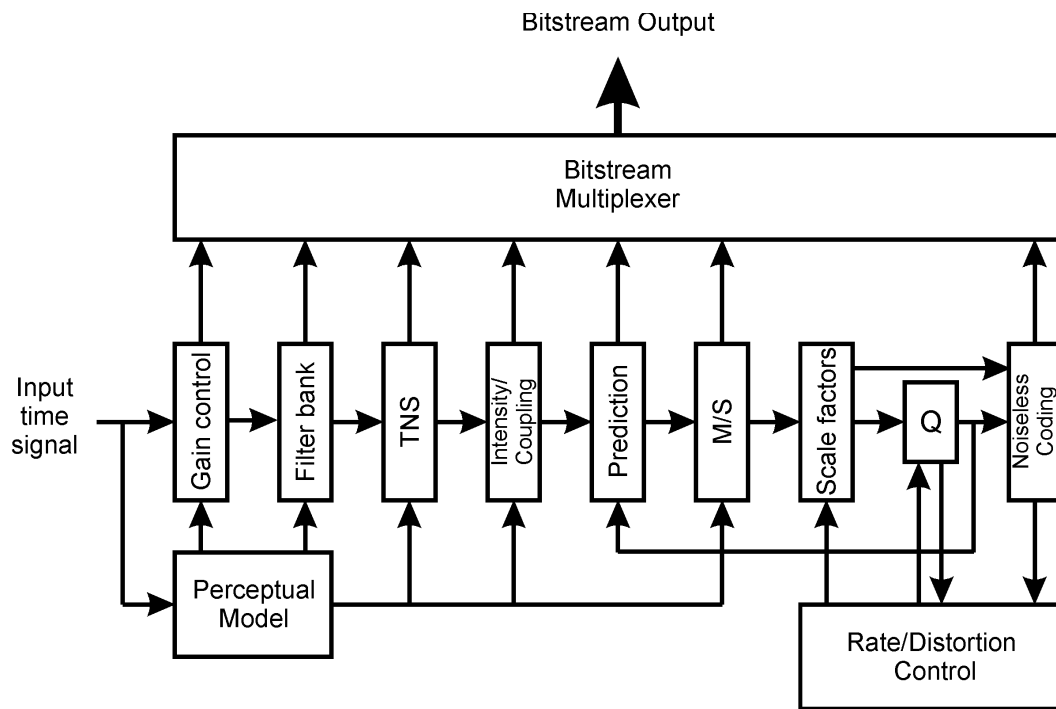 Bitstream Output
Bitstream
Multiplexer
Input
time
signal
Gain control
Filter bank
TNS
Intensity/
Coupling
Prediction
M/S
Scale factors
Q
Noiseless
Coding
Perceptual
Model
Rate/Distortion
Control